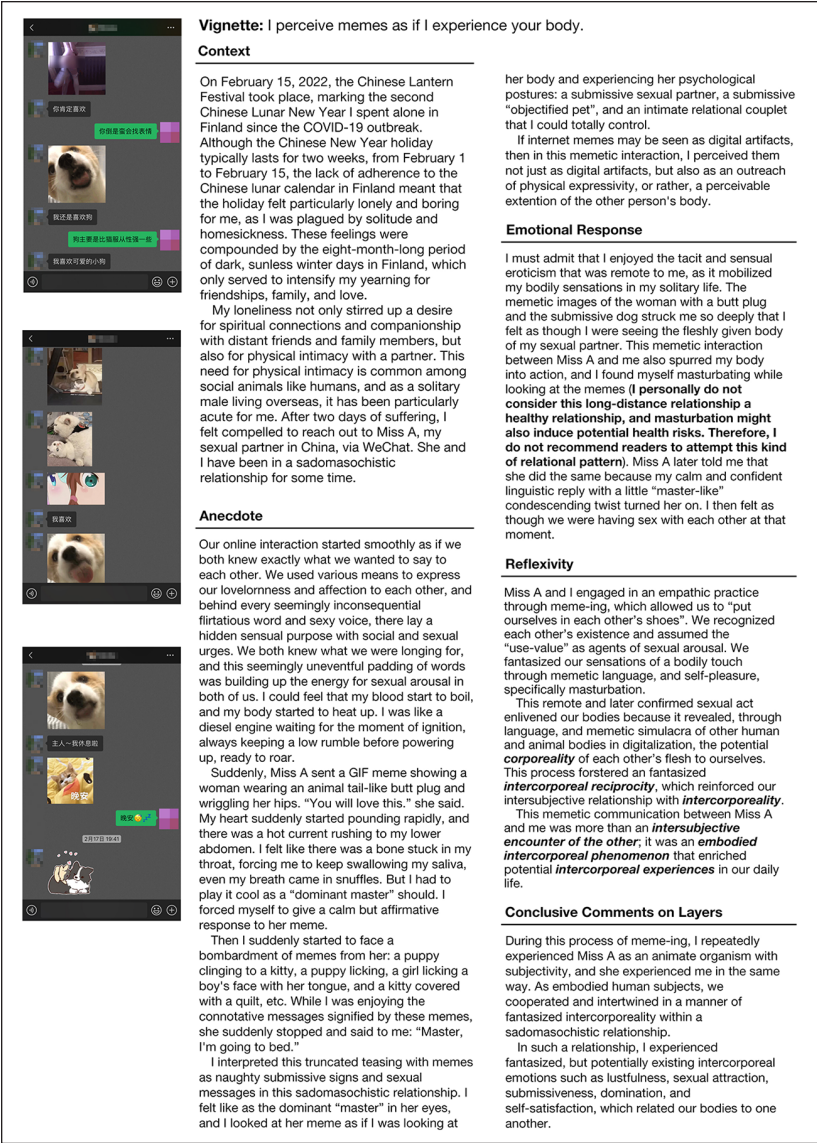 Vignette: I perceive memes as if I experience your body.
你肯定喜欢
你倒是蛮会找表情
我还是喜欢狗
狗主要是比猫服从性强一些
我喜欢可爱的小狗
我喜欢
主人～我休息啦
晚安
晚安
2月17日 19:41
Context
On February 15, 2022, the Chinese Lantern
Festival took place, marking the second
Chinese Lunar New Year I spent alone in
Finland since the COVID-19 outbreak.
Although the Chinese New Year holiday
typically lasts for two weeks, from February 1
to February 15, the lack of adherence to the
Chinese lunar calendar in Finland meant that
the holiday felt particularly lonely and boring
for me, as I was plagued by solitude and
homesickness. These feelings were
compounded by the eight-month-long period
of dark, sunless winter days in Finland, which
only served to intensify my yearning for
friendships, family, and love.
My loneliness not only stirred up a desire
for spiritual connections and companionship
with distant friends and family members, but
also for physical intimacy with a partner. This
need for physical intimacy is common among
social animals like humans, and as a solitary
male living overseas, it has been particularly
acute for me. After two days of suffering, I
felt compelled to reach out to Miss A, my
sexual partner in China, via WeChat. She and
I have been in a sadomasochistic
relationship for some time.
Anecdote
Our online interaction started smoothly as if we
both knew exactly what we wanted to say to
each other. We used various means to express
our lovelornness and affection to each other, and
behind every seemingly inconsequential
flirtatious word and sexy voice, there lay a
hidden sensual purpose with social and sexual
urges. We both knew what we were longing for,
and this seemingly uneventful padding of words
was building up the energy for sexual arousal in
both of us. I could feel that my blood start to boil,
and my body started to heat up. I was like a
diesel engine waiting for the moment of ignition,
always keeping a low rumble before powering
up, ready to roar.
Suddenly, Miss A sent a GIF meme showing a
woman wearing an animal tail-like butt plug and
wriggling her hips. “You will love this.” she said.
My heart suddenly started pounding rapidly, and
there was a hot current rushing to my lower
abdomen. I felt like there was a bone stuck in my
throat, forcing me to keep swallowing my saliva,
even my breath came in snuffles. But I had to
play it cool as a “dominant master” should. I
forced myself to give a calm but affirmative
response to her meme.
Then I suddenly started to face a
bombardment of memes from her: a puppy
clinging to a kitty, a puppy licking, a girl licking a
boy's face with her tongue, and a kitty covered
with a quilt, etc. While I was enjoying the
connotative messages signified by these memes,
she suddenly stopped and said to me: “Master,
I'm going to bed.”
I interpreted this truncated teasing with memes
as naughty submissive signs and sexual
messages in this sadomasochistic relationship. I
felt like as the dominant “master” in her eyes,
and I looked at her meme as if I was looking at
her body and experiencing her psychological
postures: a submissive sexual partner, a submissive
“objectified pet”, and an intimate relational couplet
that I could totally control.
If internet memes may be seen as digital artifacts,
then in this memetic interaction, I perceived them
not just as digital artifacts, but also as an outreach
of physical expressivity, or rather, a perceivable
extention of the other person's body.
Emotional Response
I must admit that I enjoyed the tacit and sensual
eroticism that was remote to me, as it mobilized
my bodily sensations in my solitary life. The
memetic images of the woman with a butt plug
and the submissive dog struck me so deeply that I
felt as though I were seeing the fleshly given body
of my sexual partner. This memetic interaction
between Miss A and me also spurred my body
into action, and I found myself masturbating while
looking at the memes (I personally do not
consider this long-distance relationship a
healthy relationship, and masturbation might
also induce potential health risks. Therefore, I
do not recommend readers to attempt this kind
of relational pattern). Miss A later told me that
she did the same because my calm and confident
linguistic reply with a little “master-like”
condescending twist turned her on. I then felt as
though we were having sex with each other at that
moment.
Reflexivity
Miss A and I engaged in an empathic practice
through meme-ing, which allowed us to “put
ourselves in each other’s shoes”. We recognized
each other’s existence and assumed the
“use-value” as agents of sexual arousal. We
fantasized our sensations of a bodily touch
through memetic language, and self-pleasure,
specifically masturbation.
This remote and later confirmed sexual act
enlivened our bodies because it revealed, through
language, and memetic simulacra of other human
and animal bodies in digitalization, the potential
corporeality of each other’s flesh to ourselves.
This process forstered an fantasized
intercorporeal reciprocity, which reinforced our
intersubjective relationship with intercorporeality.
This memetic communication between Miss A
and me was more than an intersubjective
encounter of the other; it was an embodied
intercorporeal phenomenon that enriched
potential intercorporeal experiences in our daily
life.
Conclusive Comments on Layers
During this process of meme-ing, I repeatedly
experienced Miss A as an animate organism with
subjectivity, and she experienced me in the same
way. As embodied human subjects, we
cooperated and intertwined in a manner of
fantasized intercorporeality within a
sadomasochistic relationship.
In such a relationship, I experienced
fantasized, but potentially existing intercorporeal
emotions such as lustfulness, sexual attraction,
submissiveness, domination, and
self-satisfaction, which related our bodies to one
another.